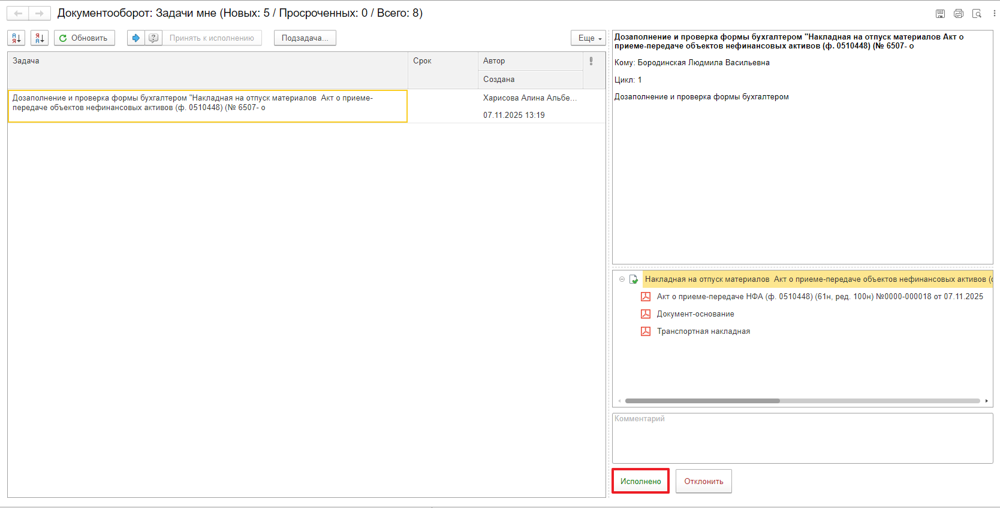 Документооборот: Задачи мне (Новых: 5 / Просроченных: 0 / Всего: 8)
Обновить
Принять к исполнению
Подзадача...
Еще
Задача
Срок
Автор
Создана
Дозаполнение и проверка формы бухгалтером "Накладная на отпуск материалов  Акт о приеме-
передаче объектов нефинансовых активов (ф. 0510448) (№ 6507- о
Харисова Алина Альбе...
07.11.2025 13:19
Дозаполнение и проверка формы бухгалтером "Накладная на отпуск материалов Акт о
приеме-передаче объектов нефинансовых активов (ф. 0510448) (№ 6507- о
Кому: Бородинская Людмила Васильевна
Цикл: 1
Дозаполнение и проверка формы бухгалтером
Накладная на отпуск материалов  Акт о приеме-передаче объектов нефинансовых активов (
Акт о приеме-передаче НФА (ф. 0510448) (61н, ред. 100н) №0000-000018 от 07.11.2025
Документ-основание
Транспортная накладная
Комментарий
Исполнено
Отклонить